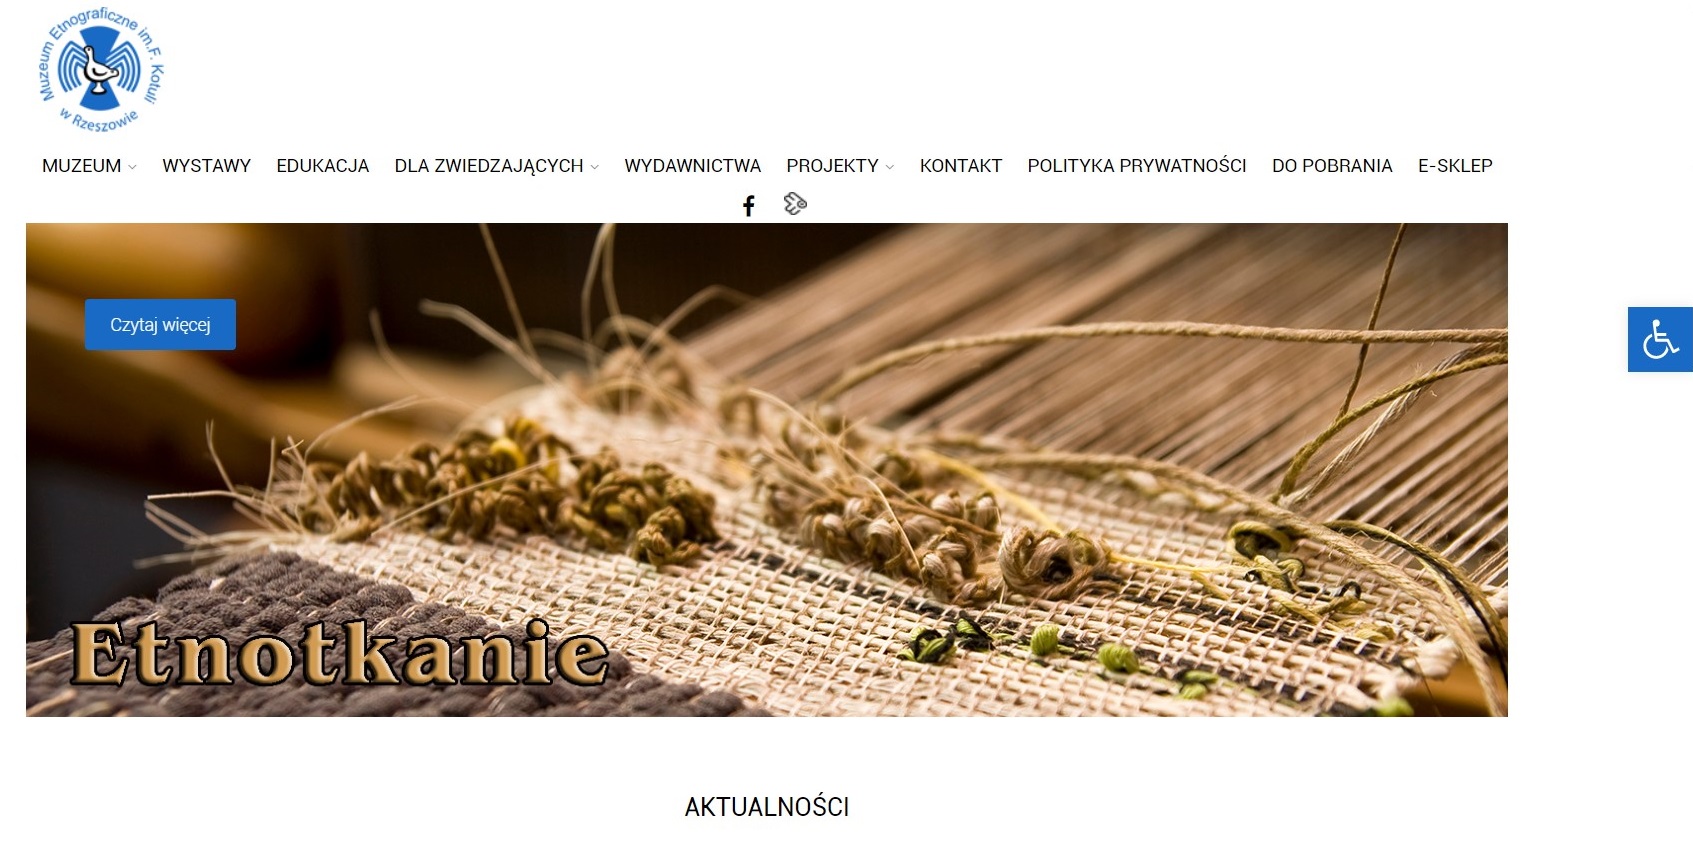 Muzeum Etnograficzne im. F. Kotuli
w Rzeszowie
MUZEUM WYSTAWY EDUKACJA DLA ZWIEDZAJĄCYCH WYDAWNICTWA PROJEKTY KONTAKT POLITYKA PRYWATNOŚCI DO POBRANIA E-SKLEP
Czytaj więcej
Etnotkanie
AKTUALNOŚCI